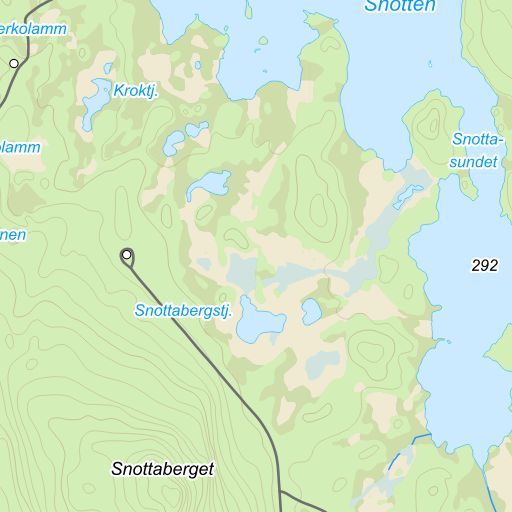 Snotten
erkolamm
Kroktj.
olamm
Snotta-
sundet
nen
292
Snottabergstj.
Snottaberget